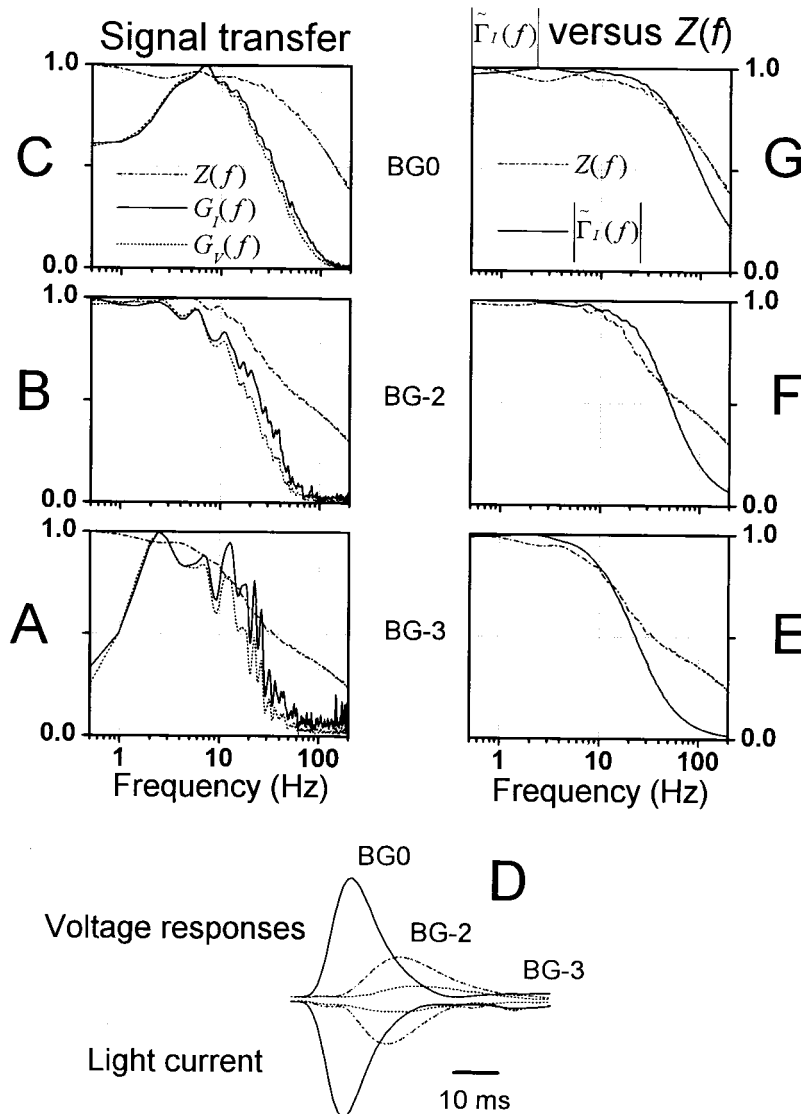 Signal transfer
|Γ̃I(f)| versus Z(f)
1.0
C
Z(f)
GI(f)
GV(f)
0.0
BG0
1.0
G
Z(f)
|Γ̃I(f)|
0.0
1.0
B
0.0
BG-2
1.0
F
0.0
1.0
A
0.0
BG-3
1.0
E
0.0
1 10 100
Frequency (Hz)
1 10 100
Frequency (Hz)
BG0
D
Voltage responses
BG-2
BG-3
Light current
10 ms